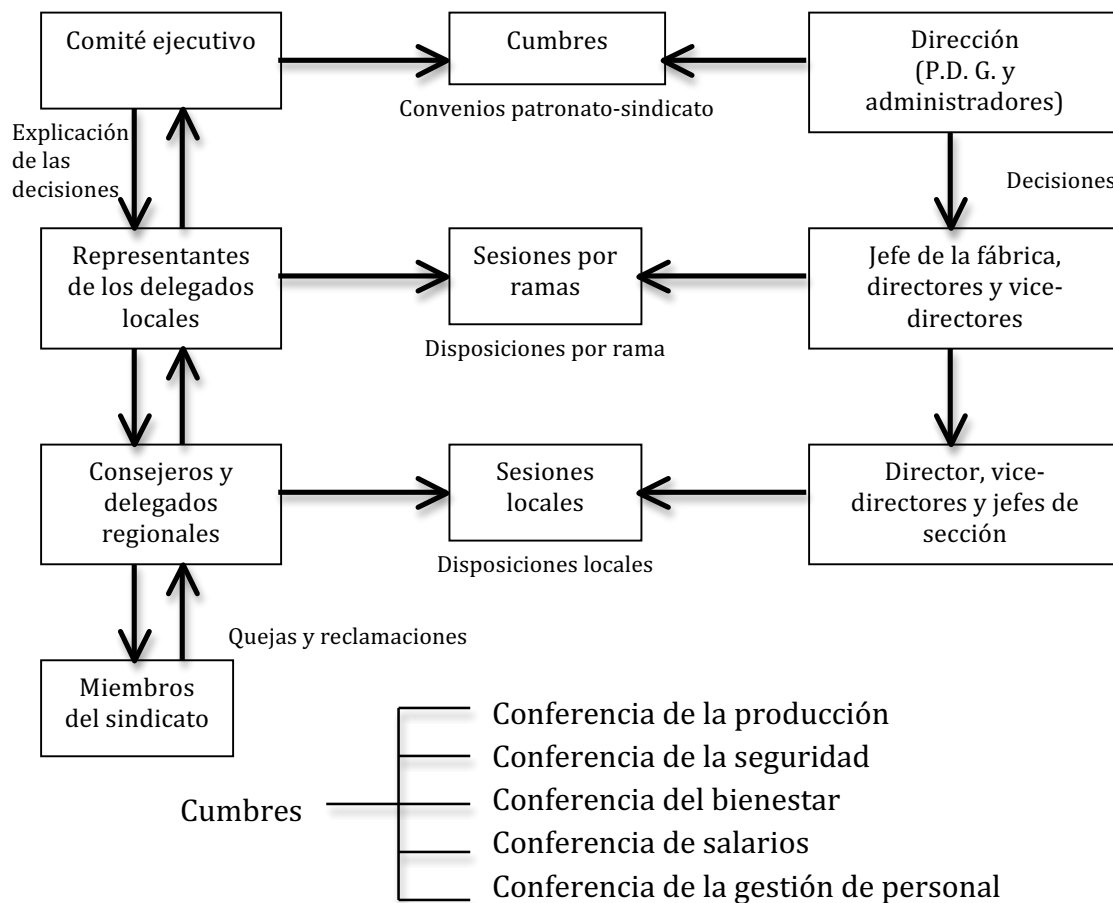 Comité ejecutivo
Cumbres
Dirección
(P.D. G. y
administradores)
Convenios patronato-sindicato
Explicación
de las
decisiones
Decisiones
Representantes
de los delegados
locales
Sesiones por
ramas
Jefe de la fábrica,
directores y vice-
directores
Disposiciones por rama
Consejeros y
delegados
regionales
Sesiones
locales
Director, vice-
directores y jefes de
sección
Disposiciones locales
Quejas y reclamaciones
Miembros
del sindicato
Cumbres
Conferencia de la producción
Conferencia de la seguridad
Conferencia del bienestar
Conferencia de salarios
Conferencia de la gestión de personal